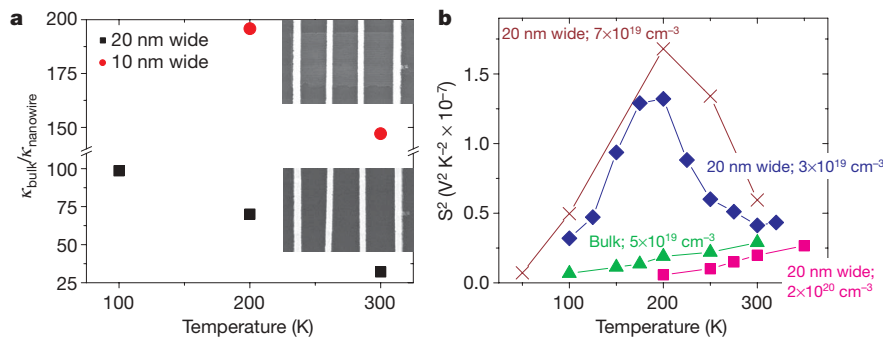 a
200
175
150
100
75
50
25
κbulk/κnanowire
20 nm wide
10 nm wide
100
200
300
Temperature (K)
b
1.5
1.0
0.5
0.0
S² (V² K⁻² × 10⁻⁷)
20 nm wide; 7×10¹⁹ cm⁻³
20 nm wide; 3×10¹⁹ cm⁻³
Bulk; 5×10¹⁹ cm⁻³
20 nm wide;
2×10²⁰ cm⁻³
50
100
150
200
250
300
Temperature (K)